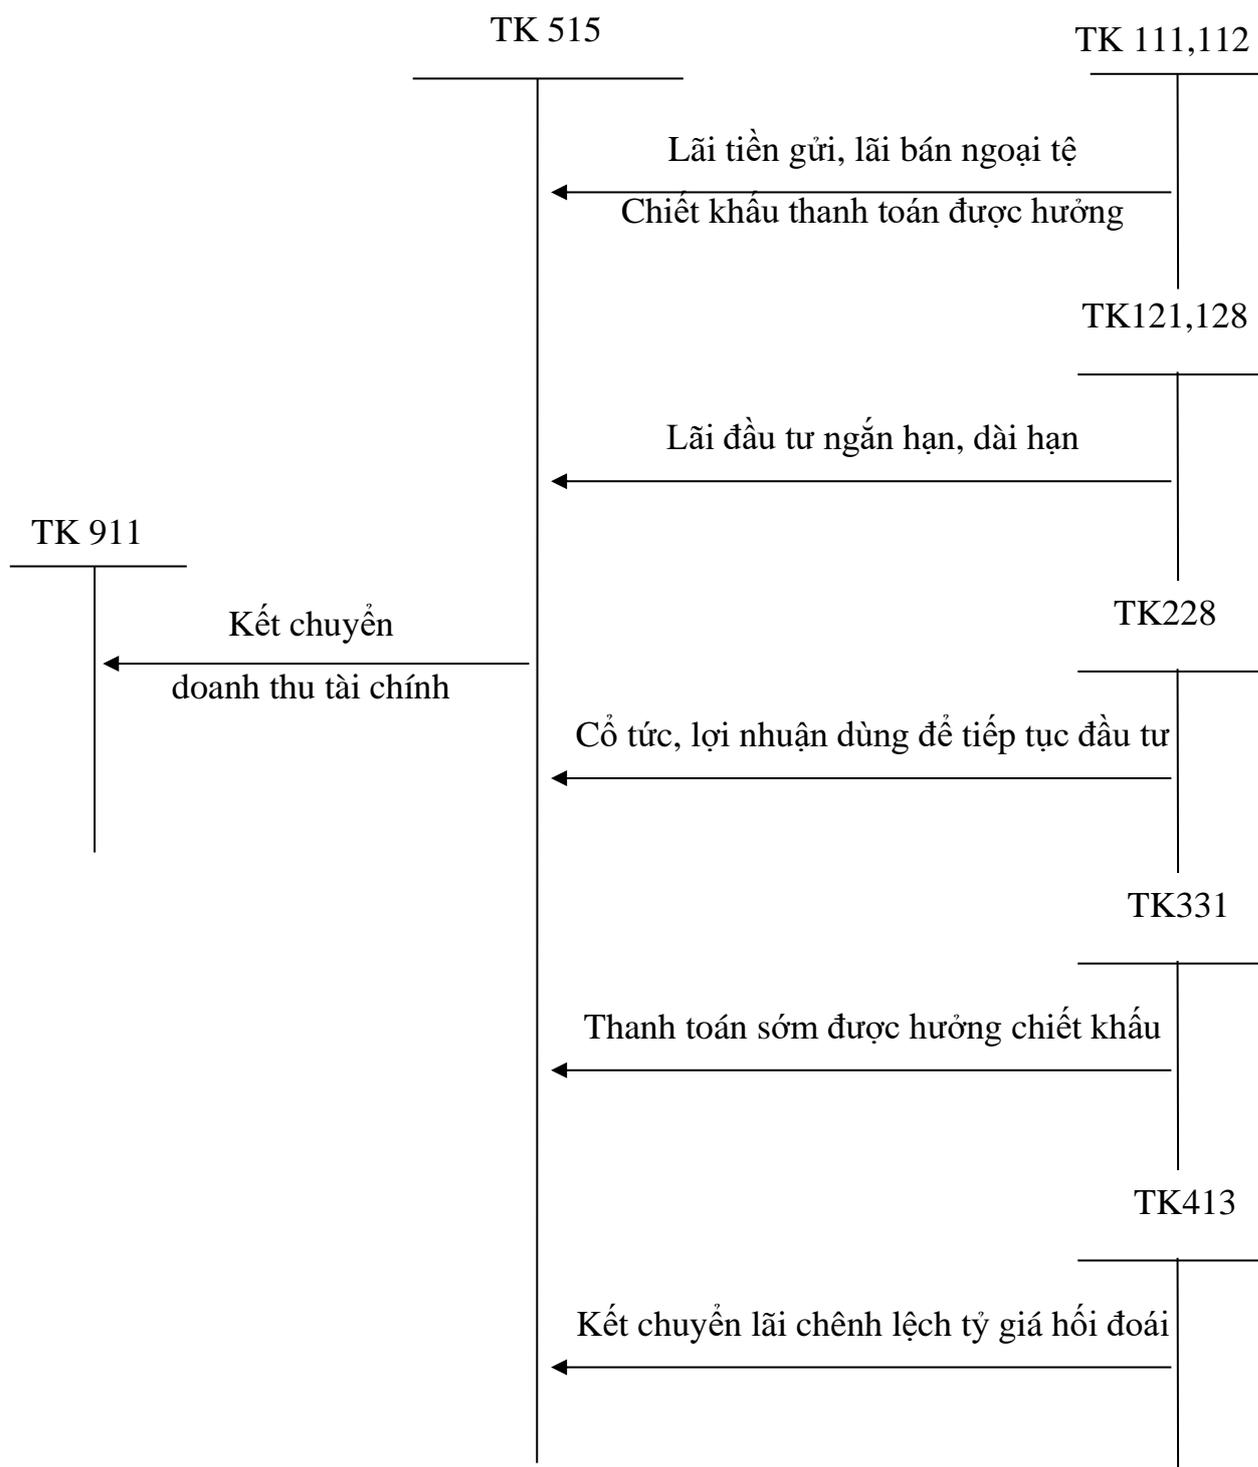 TK 515
TK 111,112
Lãi tiền gửi, lãi bán ngoại tệ
Chiết khấu thanh toán được hưởng
TK121,128
Lãi đầu tư ngắn hạn, dài hạn
TK 911
Kết chuyển
doanh thu tài chính
TK228
Cổ tức, lợi nhuận dùng để tiếp tục đầu tư
TK331
Thanh toán sớm được hưởng chiết khấu
TK413
Kết chuyển lãi chênh lệch tỷ giá hối đoái